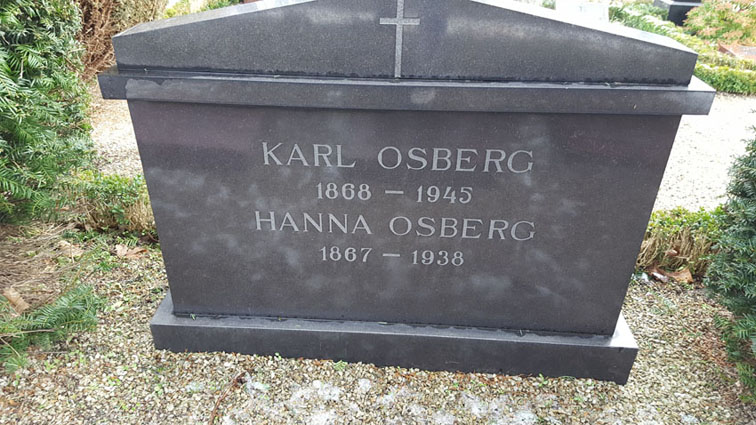 KARL OSBERG
1868 – 1945
HANNA OSBERG
1867 – 1938